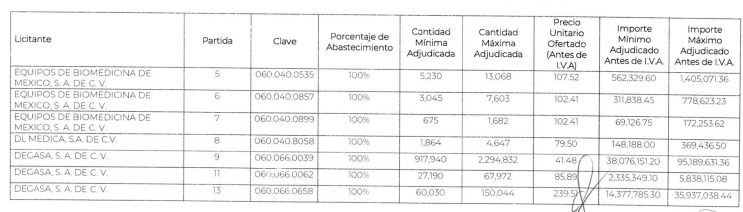 Licitante Partida Clave Porcentaje de Abastecimiento Cantidad Mínima Adjudicada Cantidad Máxima Adjudicada Precio Unitario Ofertado (Antes de I.V.A) Importe Mínimo Adjudicado Antes de I.V.A. Importe Máximo Adjudicado Antes de I.V.A.
EQUIPOS DE BIOMEDICINA DE MEXICO, S. A. DE C. V. 5 060.040.0535 100% 5,230 13,068 107.52 562,329.60 1,405,071.36
EQUIPOS DE BIOMEDICINA DE MEXICO, S. A. DE C. V. 6 060.040.0857 100% 3,045 7,603 102.41 311,838.45 778,623.23
EQUIPOS DE BIOMEDICINA DE MEXICO, S. A. DE C. V. 7 060.040.0899 100% 675 1,682 102.41 69,126.75 172,253.62
DL MEDICA, S.A. DE C.V. 8 060.040.8058 100% 1,864 4,647 79.50 148,188.00 369,436.50
DEGASA, S. A. DE C. V. 9 060.066.0039 100% 917,940 2,294,832 41.48 38,076,151.20 95,189,631.36
DEGASA, S. A. DE C. V. 11 060.066.0062 100% 27,190 67,972 85.89 2,335,349.10 5,838,115.08
DEGASA, S. A. DE C. V. 13 060.066.0658 100% 60,030 150,044 239.51 14,377,785.30 35,937,038.44